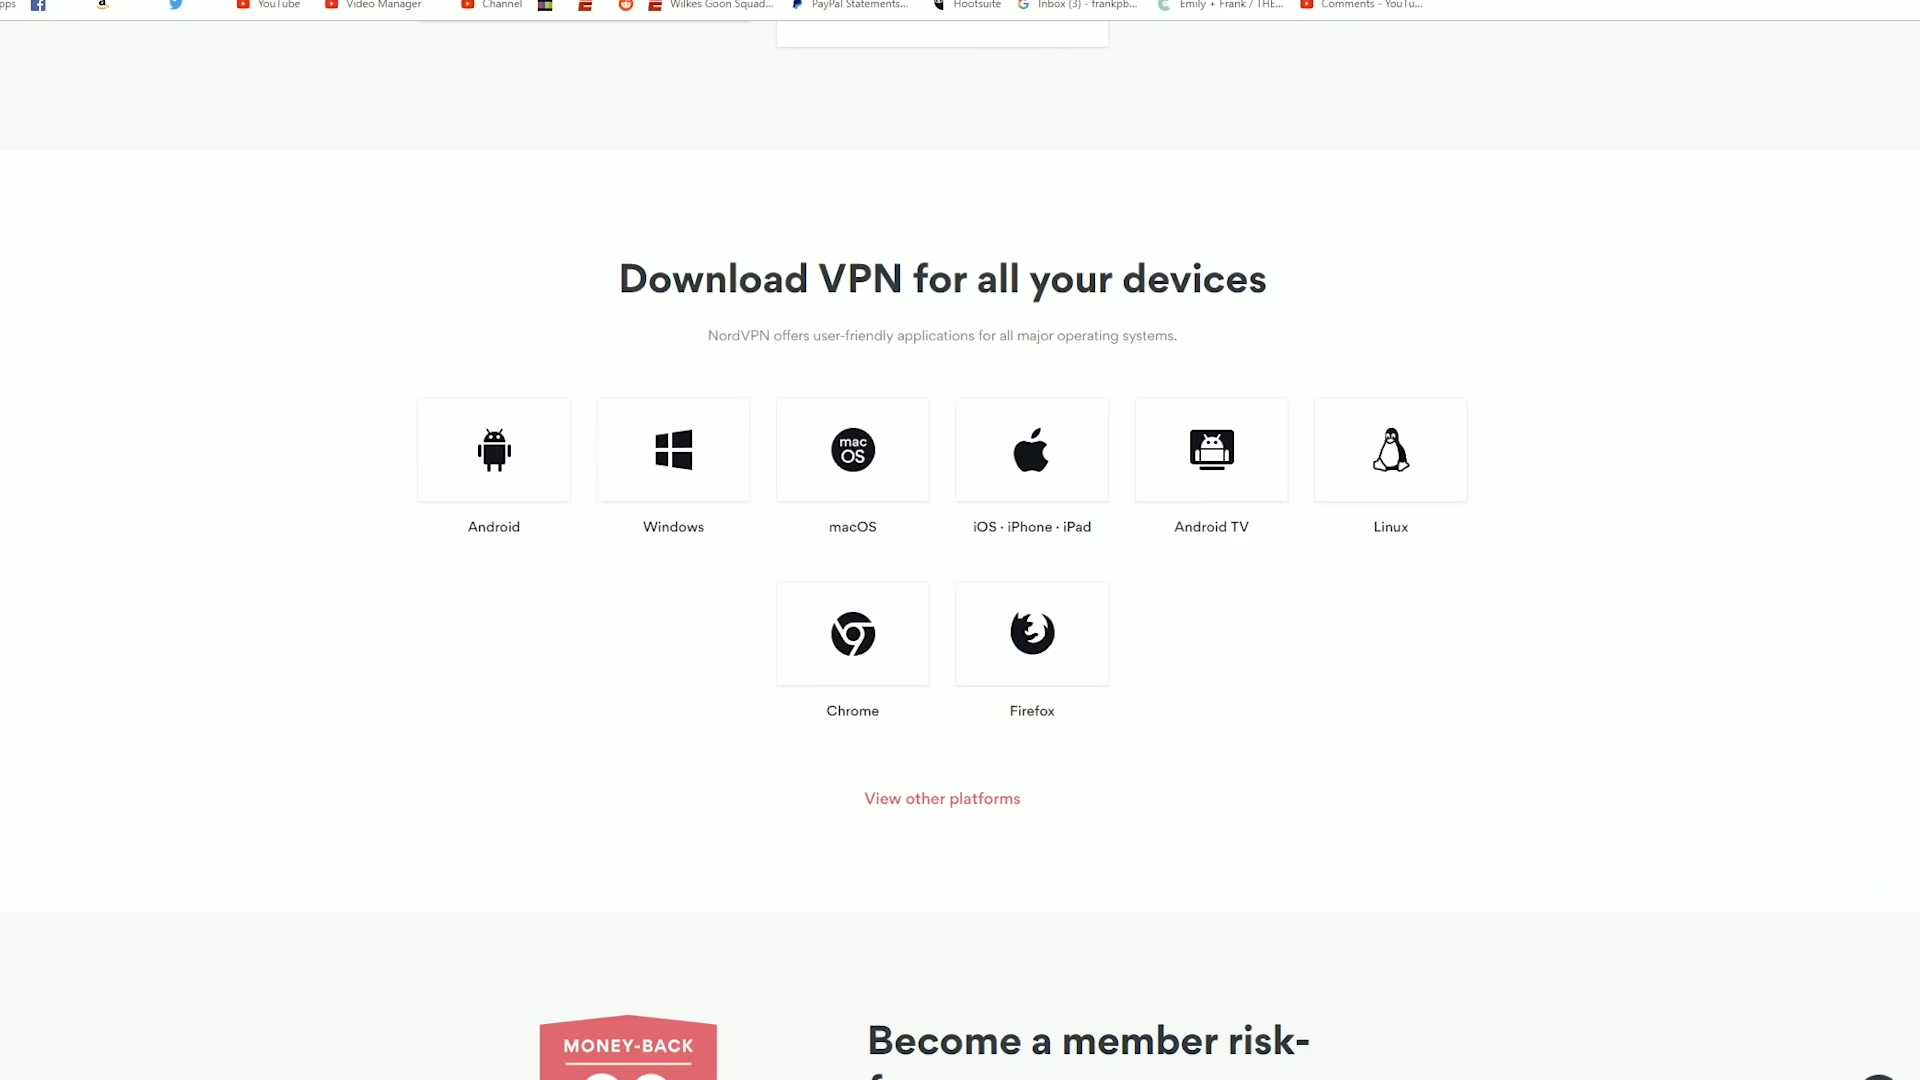 pps YouTube Video Manager Channel Wilkes Goon Squad... PayPal Statements... Hootsuite Inbox (3) - frankpb... Emily + Frank / THE... Comments - YouTu...
Download VPN for all your devices
NordVPN offers user-friendly applications for all major operating systems.
Android Windows mac OS macOS iOS · iPhone · iPad Android TV Linux
Chrome Firefox
View other platforms
MONEY-BACK
Become a member risk-